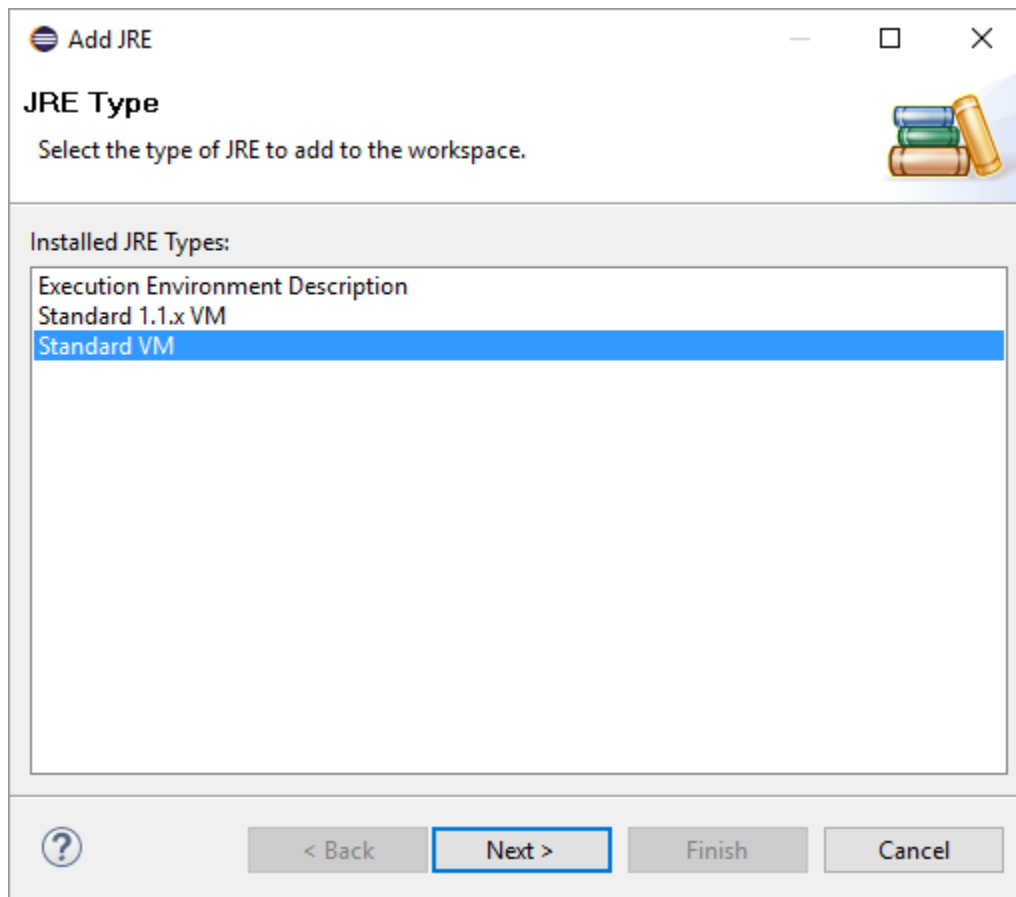 Add JRE
JRE Type
Select the type of JRE to add to the workspace.
Installed JRE Types:
Execution Environment Description
Standard 1.1.x VM
Standard VM
?
< Back
Next >
Finish
Cancel